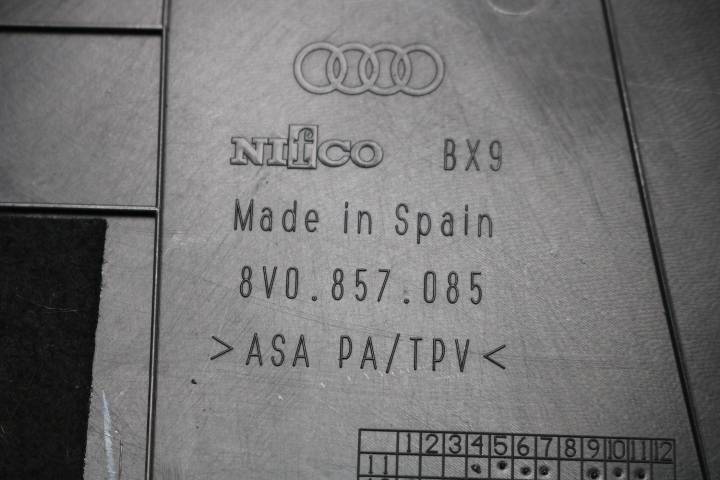 NIfCO BX9
Made in Spain
8V0.857.085
>ASA PA/TPV<
1 2 3 4 5 6 7 8 9 10 11 12
11